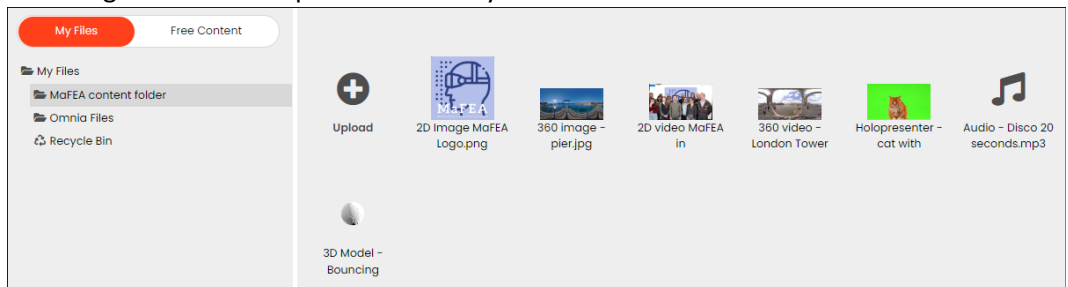 My Files
Free Content
My Files
MaFEA content folder
Omnia Files
Recycle Bin
Upload
2D Image MaFEA
Logo.png
360 image -
pier.jpg
2D video MaFEA
in
360 video -
London Tower
Holopresenter -
cat with
Audio - Disco 20
seconds.mp3
MAFEA
3D Model -
Bouncing